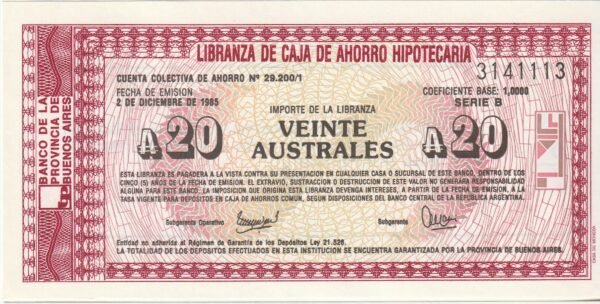 LIBRANZA DE CAJA DE AHORRO HIPOTECARIA
BANCO DE LA
PROVINCIA DE
BUENOS AIRES
CUENTA COLECTIVA DE AHORRO Nº 29.200/1
3141113
FECHA DE EMISION
2 DE DICIEMBRE DE 1985
COEFICIENTE BASE: 1,0000
SERIE B
IMPORTE DE LA LIBRANZA
A20
VEINTE
AUSTRALES
A20
ESTA LIBRANZA ES PAGADERA A LA VISTA CONTRA SU PRESENTACION EN CUALQUIER CASA O SUCURSAL DE ESTE BANCO, DENTRO DE LOS
CINCO (5) AÑOS DE LA FECHA DE EMISION. EL EXTRAVIO, SUSTRACCION O DESTRUCCION DE ESTE VALOR NO GENERARA RESPONSABILIDAD
ALGUNA PARA ESTE BANCO; LA IMPOSICION QUE ORIGINA ESTA LIBRANZA DEVENGA INTERESES, A PARTIR DE LA FECHA DE EMISION, A LA
TASA VIGENTE PARA DEPOSITOS EN CAJA DE AHORROS COMUN, SEGUN DISPOSICIONES DEL BANCO CENTRAL DE LA REPUBLICA ARGENTINA.
Subgerente Operativo
Subgerente
Entidad no adherida al Régimen de Garantía de los Depósitos Ley 21.526.
LA TOTALIDAD DE LOS DEPOSITOS EFECTUADOS EN ESTA INSTITUCION SE ENCUENTRA GARANTIZADA POR LA PROVINCIA DE BUENOS AIRES.
CASA DE MONEDA